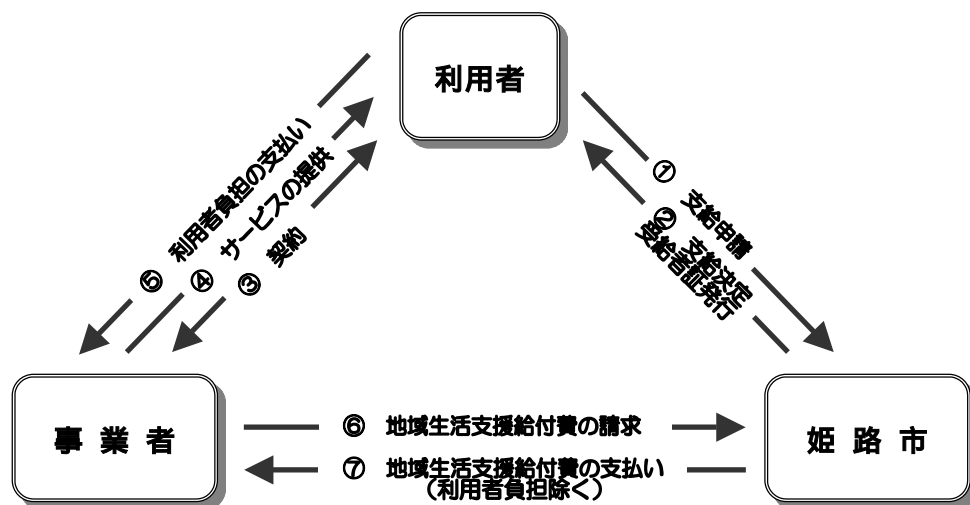 利用者
① 支給申請
② 支給決定
受給者証発行
⑤ 利用者負担の支払い
④ サービスの提供
③ 契約
事業者
⑥ 地域生活支援給付費の請求
⑦ 地域生活支援給付費の支払い
（利用者負担除く）
姫路市